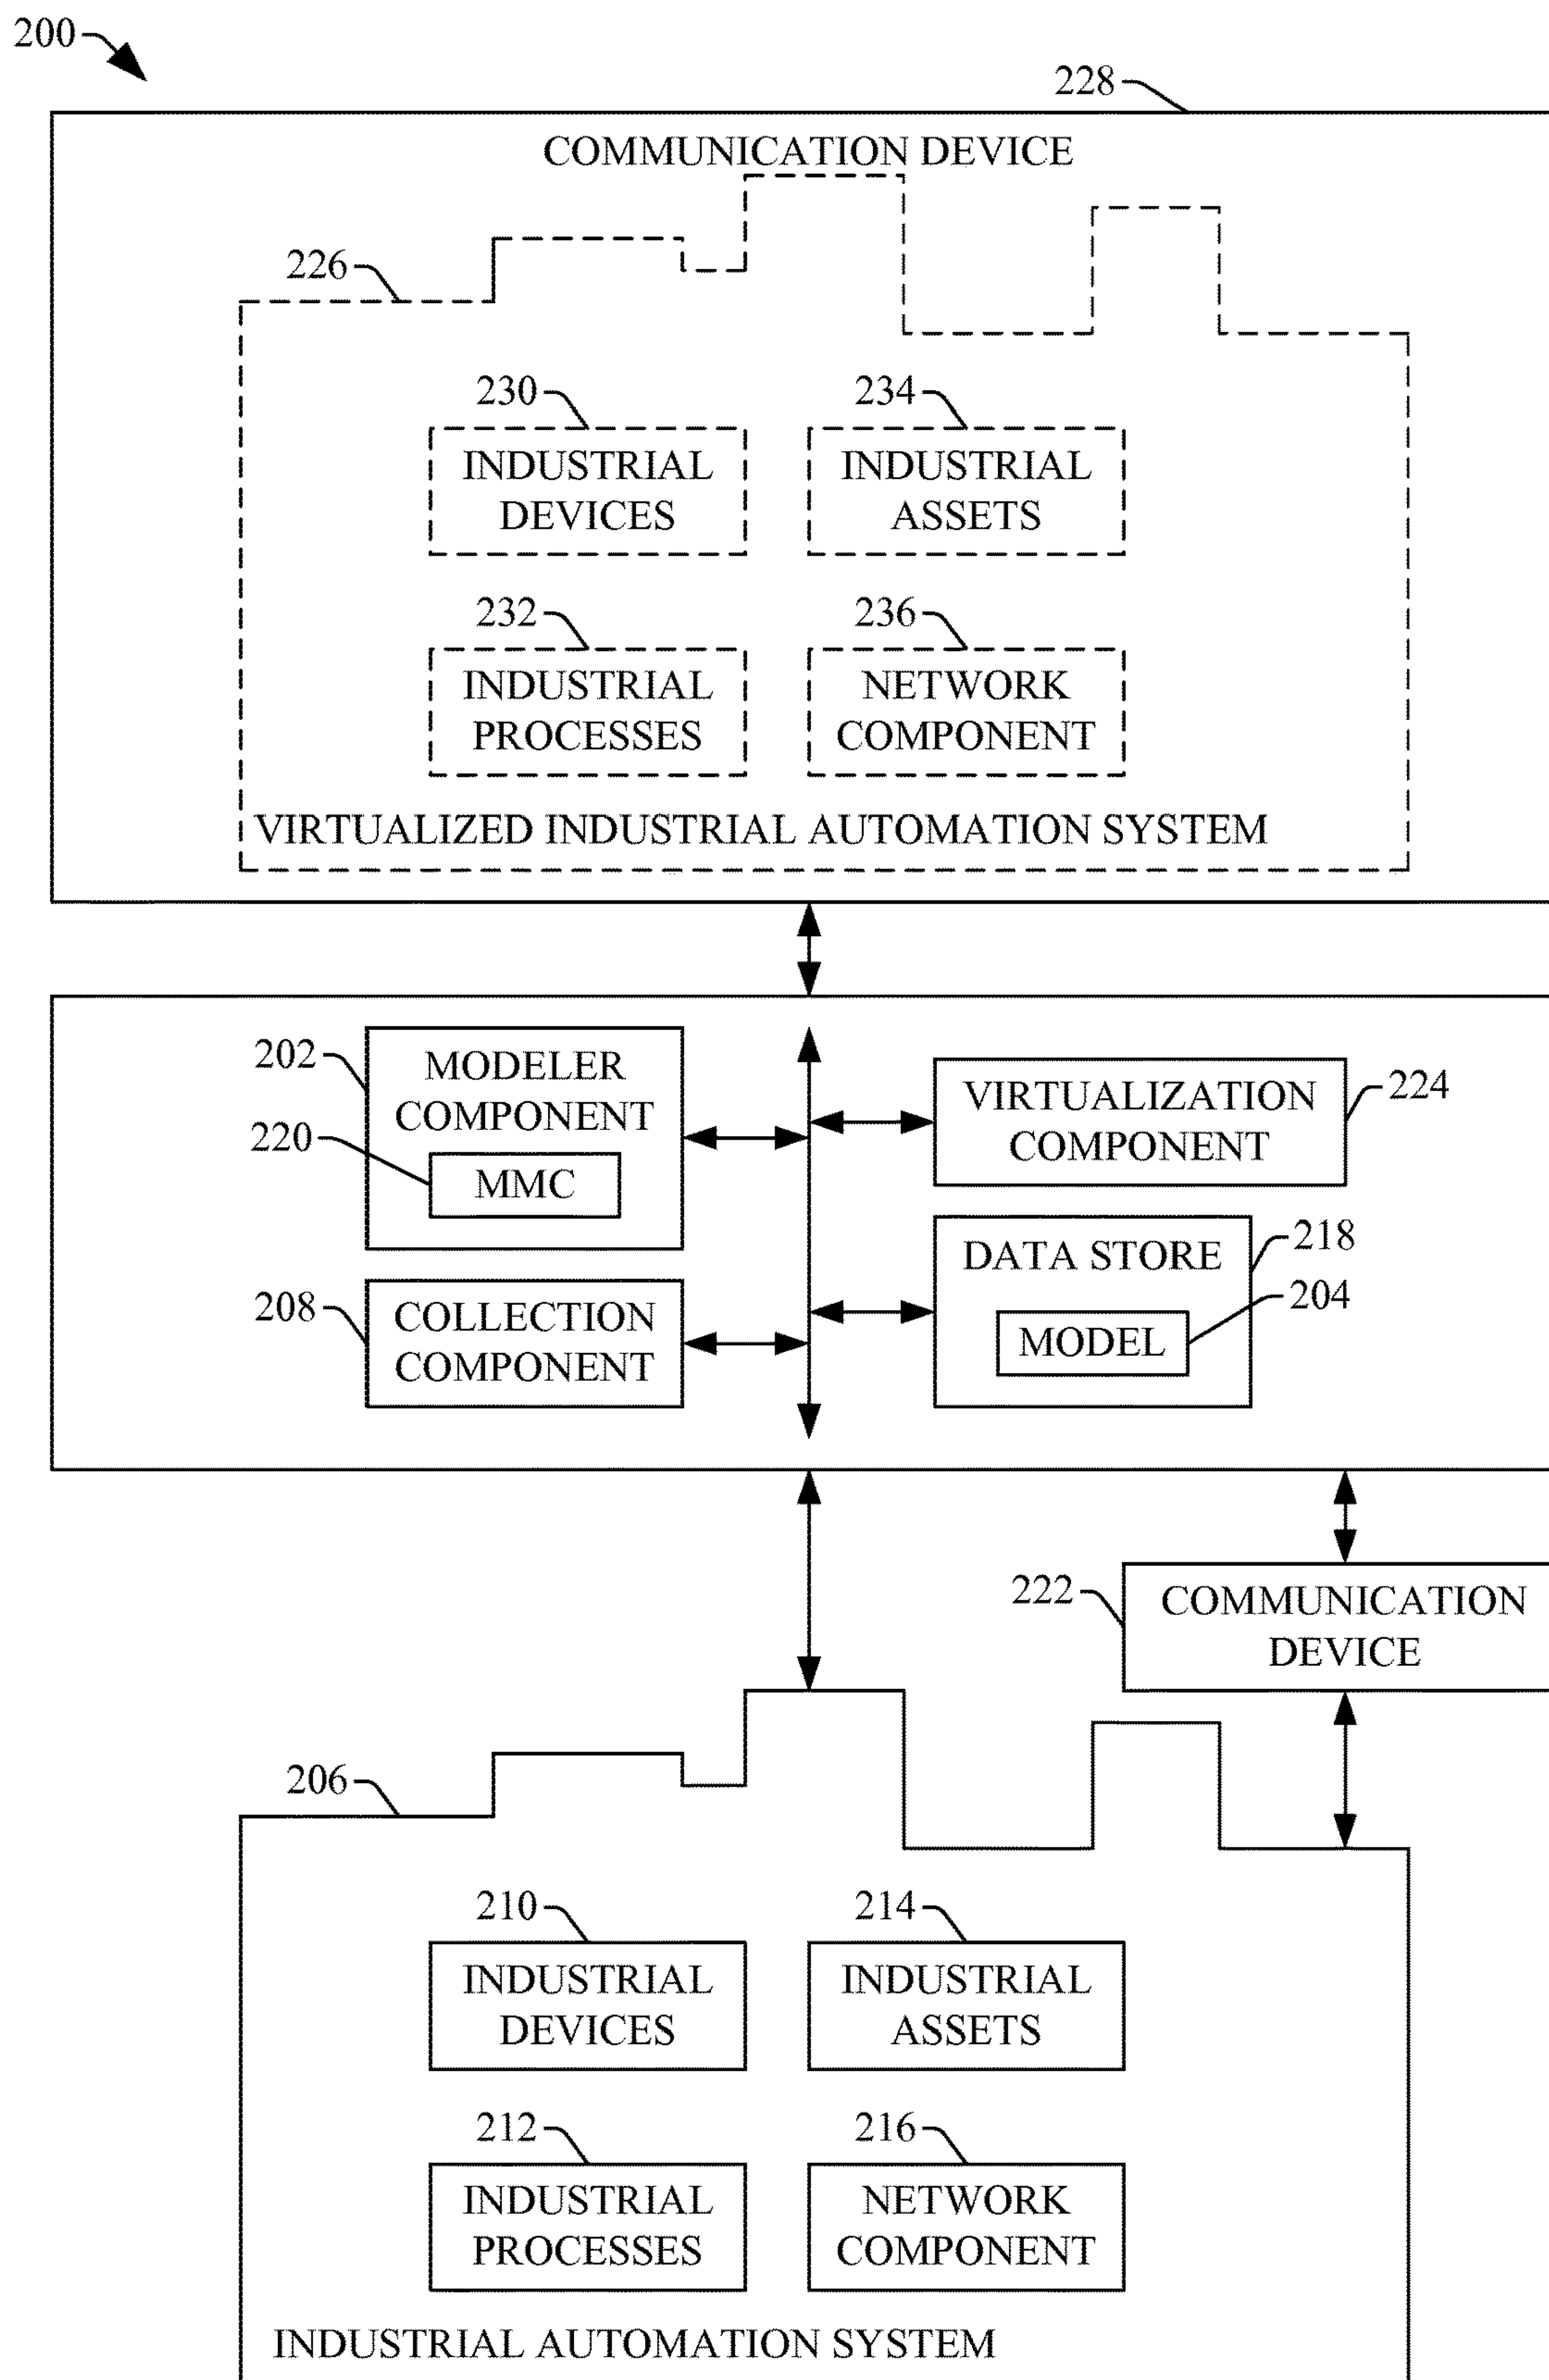 200
228
COMMUNICATION DEVICE
226
230
234
INDUSTRIAL
DEVICES
INDUSTRIAL
ASSETS
232
236
INDUSTRIAL
PROCESSES
NETWORK
COMPONENT
VIRTUALIZED INDUSTRIAL AUTOMATION SYSTEM
202
MODELER
COMPONENT
220
MMC
VIRTUALIZATION
COMPONENT
224
208
COLLECTION
COMPONENT
DATA STORE
218
MODEL
204
222
COMMUNICATION
DEVICE
206
210
214
INDUSTRIAL
DEVICES
INDUSTRIAL
ASSETS
212
216
INDUSTRIAL
PROCESSES
NETWORK
COMPONENT
INDUSTRIAL AUTOMATION SYSTEM